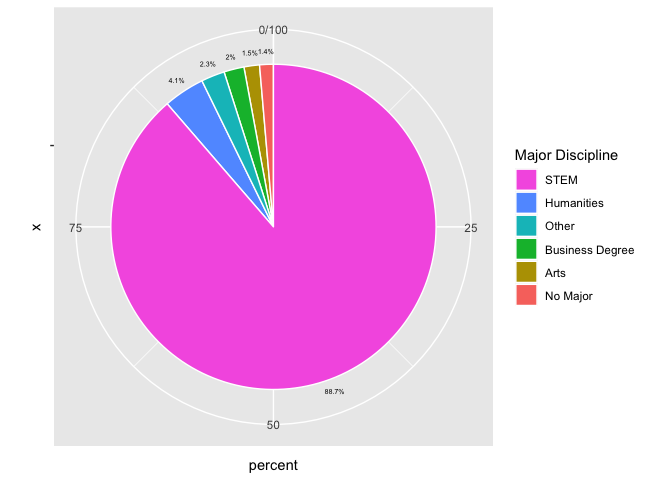 0/100
4.1%
2.3%
2%
1.5%
1.4%
x
75
25
88.7%
50
percent
Major Discipline
STEM
Humanities
Other
Business Degree
Arts
No Major